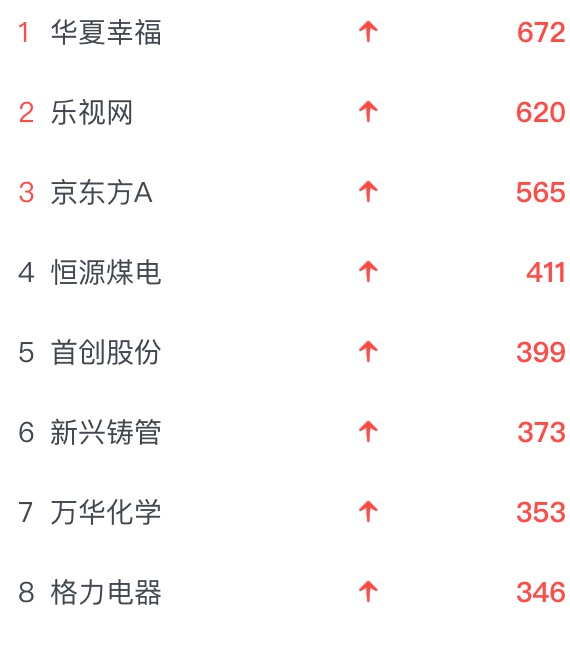 1 华夏幸福 ↑ 672
2 乐视网 ↑ 620
3 京东方A ↑ 565
4 恒源煤电 ↑ 411
5 首创股份 ↑ 399
6 新兴铸管 ↑ 373
7 万华化学 ↑ 353
8 格力电器 ↑ 346